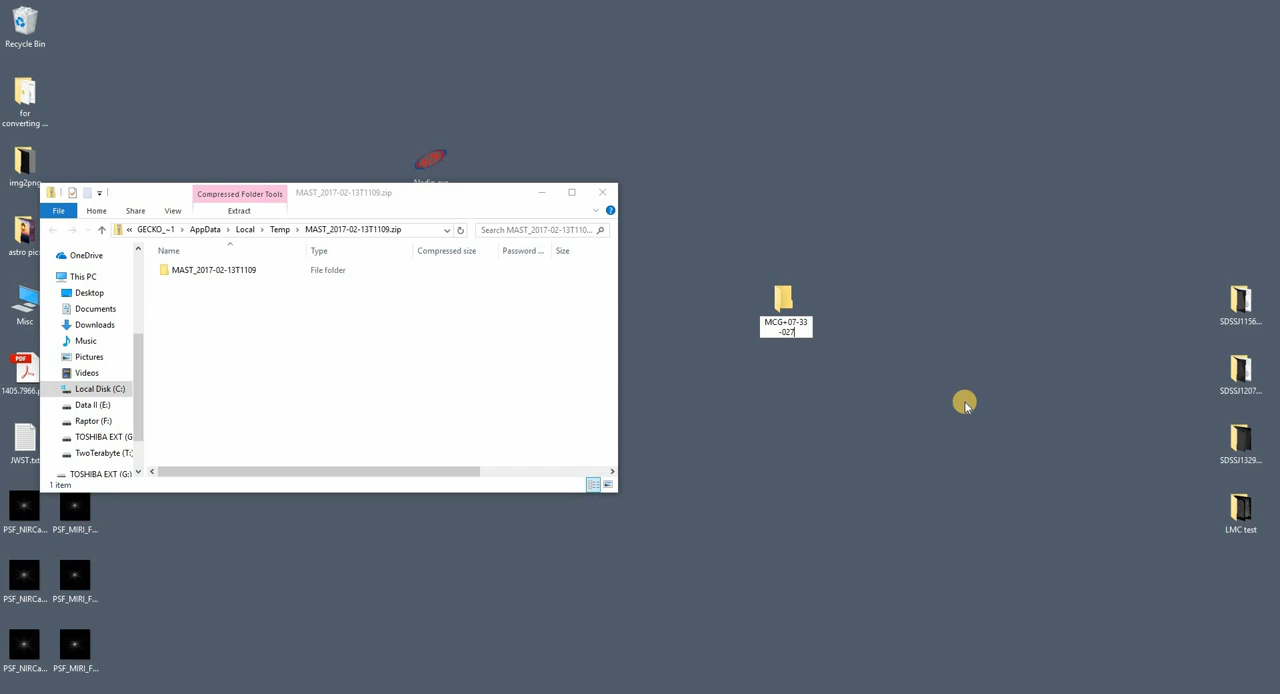 Recycle Bin
for
converting ...
img2png
astro pics
Misc
1405.7966.p
JWST.txt
PSF_NIRCa...
PSF_MIRI_F...
PSF_NIRCa...
PSF_MIRI_F...
PSF_NIRCa...
PSF_MIRI_F...
Compressed Folder Tools
MAST_2017-02-13T1109.zip
File
Home
Share
View
Extract
« GECKO_~1 > AppData > Local > Temp > MAST_2017-02-13T1109.zip
Search MAST_2017-02-13T110...
Name
Type
Compressed size
Password ...
Size
OneDrive
This PC
Desktop
Documents
Downloads
Music
Pictures
Videos
Local Disk (C:)
Data II (E:)
Raptor (F:)
TOSHIBA EXT (G
TwoTerabyte (T:)
TOSHIBA EXT (G:)
MAST_2017-02-13T1109
File folder
1 item
MCG+07-33
-027
SDSSJ1156...
SDSSJ1207...
SDSSJ1329...
LMC test